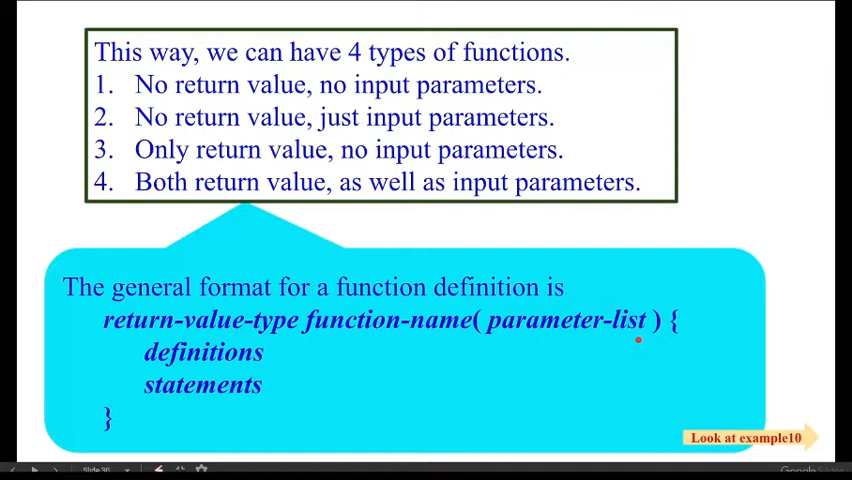 This way, we can have 4 types of functions.
1. No return value, no input parameters.
2. No return value, just input parameters.
3. Only return value, no input parameters.
4. Both return value, as well as input parameters.
The general format for a function definition is
return-value-type function-name( parameter-list ) {
definitions
statements
}
Look at example10
Slide 30
Google Slides